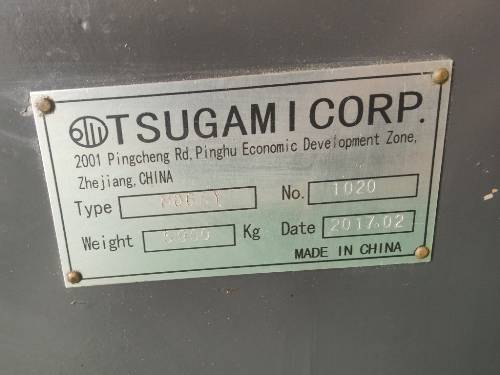 TSUGAMI CORP.
2001 Pingcheng Rd, Pinghu Economic Development Zone,
Zhejiang, CHINA
Type No. 1020
Weight Kg Date 2017.02
MADE IN CHINA